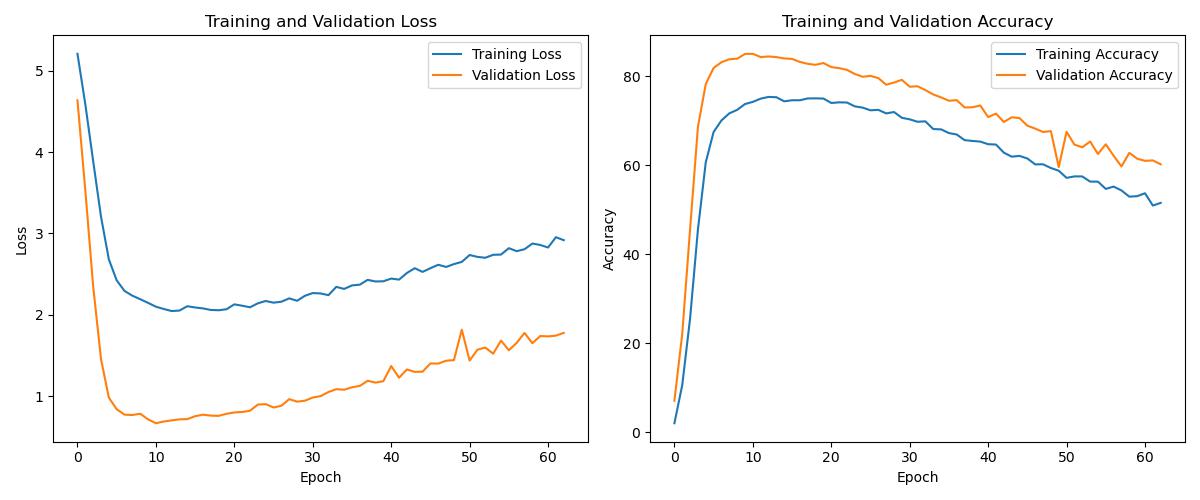 Training and Validation Loss
Training Loss
Validation Loss
Loss
5
4
3
2
1
0
10
20
30
40
50
60
Epoch
Training and Validation Accuracy
Training Accuracy
Validation Accuracy
Accuracy
80
60
40
20
0
0
10
20
30
40
50
60
Epoch